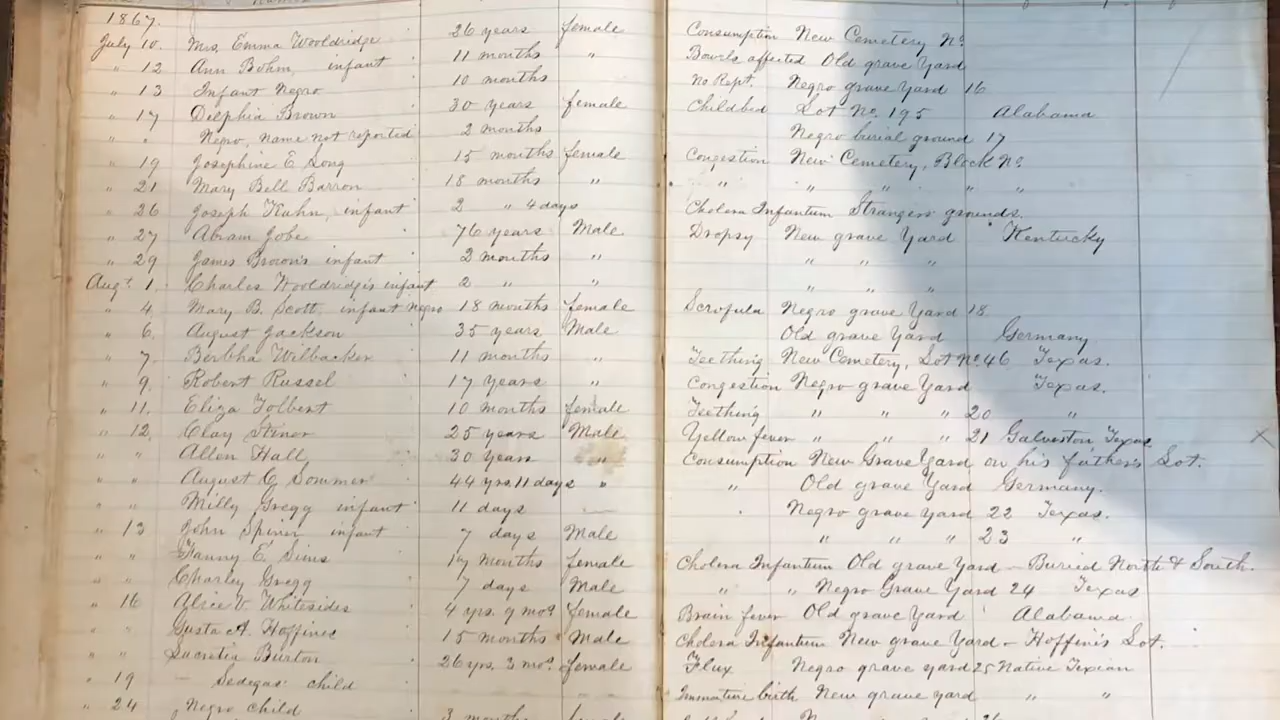 1867.
July 10. Mrs. Emma Wooldridge 26 years female Consumption New Cemetery No
" 12 Ann Bohm, infant 11 months " Bowels affected Old grave Yard
" 13 Infant Negro 10 months No Rept. Negro grave Yard 16
" 17 Delphia Brown 30 years female Childbed Lot No. 195 Alabama
" " Negro, name not reported 2 months Negro burial ground 17
" 19 Josephine E Song 15 months female Congestion New Cemetery, Block No.
" 21 Mary Bell Barron 18 months " " " " "
" 26 Joseph Kuhn, infant 2 " 4 days Cholera Infantum Strangers grounds.
" 27 Abram Jobe 76 years Male Dropsy New grave Yard Kentucky
" 29 James Brown's infant 2 months " " " "
Augt. 1. Charles Wooldridge's infant 2 " " " " "
" 4 Mary B. Scott, infant Negro 18 months female Scrofula Negro grave Yard 18
" 6. August Jackson 35 years Male Old grave Yard Germany
" 7. 11 months " Teething New Cemetery, Lot No. 46 Texas.
" 9. Robert Russel 17 years " Congestion Negro grave Yard Texas.
" 11. Eliza Tolbert 10 months female Teething " " " 20 "
" 12. Clay 25 years Male Yellow fever " " " 21 Galveston Texas X
" " Allen Hall 30 Years " Consumption New Grave Yard on his father's Lot.
" " August C, Sommer 44 yrs. 11 days " " Old grave Yard Germany.
" " Milly Gregg infant 11 days Negro grave Yard 22 Texas.
" 13 John Spiner infant 7 days Male " " " 23 "
" " Fanny E. Sims 17 months female Cholera Infantum Old grave Yard - Buried North & South.
" " Charley Gregg 7 days Male " " Negro Grave Yard 24 Texas
" 16 Alice V. Whitesides 4 yrs. 9 mos. female Brain fever Old grave Yard Alabama.
" " Gusta A. Hoffines 15 months Male Cholera Infantum New grave Yard - Hoffin's Lot.
" " Lucretia Burton 26 yrs. 3 mos. female Flux Negro grave yard 25 Native Texian
" 19 - child Immature birth New grave yard " "
" 24 Negro child 3 months